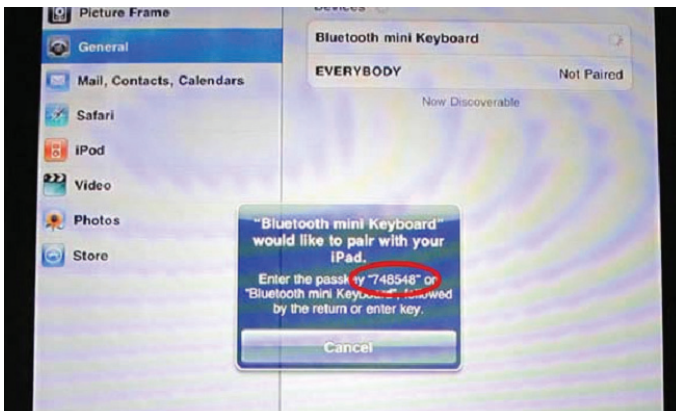 Picture Frame
General
Mail, Contacts, Calendars
Safari
iPod
Video
Photos
Store
Devices
Bluetooth mini Keyboard
EVERYBODY Not Paired
Now Discoverable
"Bluetooth mini Keyboard"
would like to pair with your
iPad.
Enter the passkey "748548" on
"Bluetooth mini Keyboard", followed
by the return or enter key.
Cancel